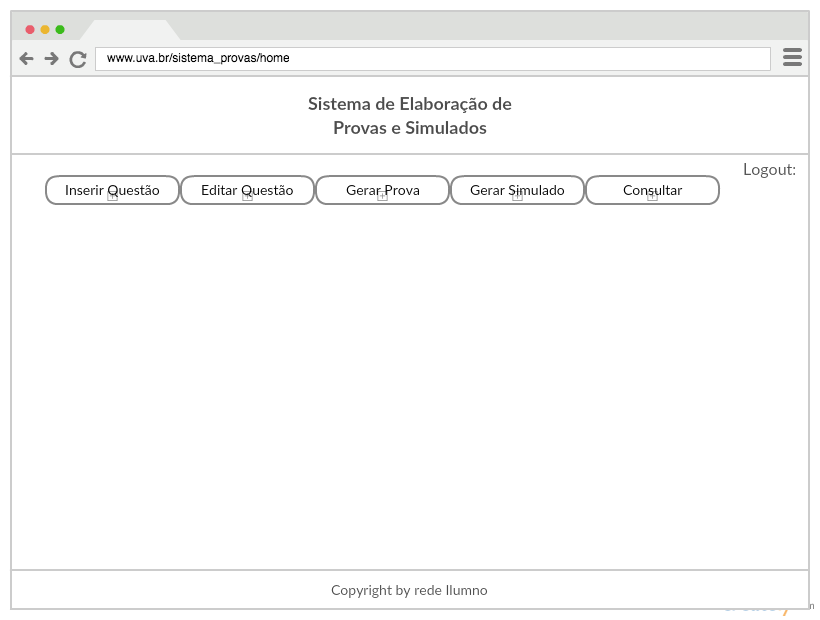 www.uva.br/sistema_provas/home
Sistema de Elaboração de
Provas e Simulados
Logout:
Inserir Questão Editar Questão Gerar Prova Gerar Simulado Consultar
Copyright by rede Ilumno